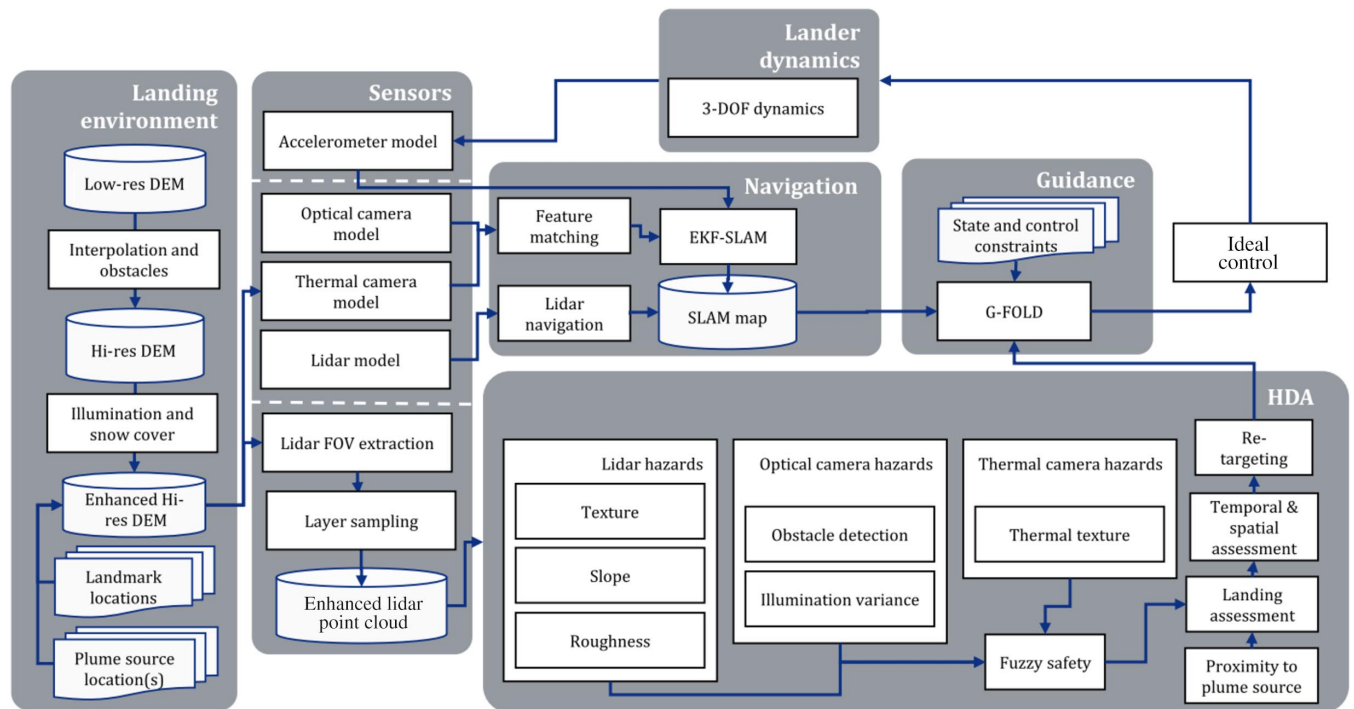 Landing
environment
Low-res DEM
Interpolation and
obstacles
Hi-res DEM
Illumination and
snow cover
Enhanced Hi-
res DEM
Landmark
locations
Plume source
location(s)
Sensors
Accelerometer model
Optical camera
model
Thermal camera
model
Lidar model
Lidar FOV extraction
Layer sampling
Enhanced lidar
point cloud
Lander
dynamics
3-DOF dynamics
Navigation
Feature
matching
EKF-SLAM
Lidar
navigation
SLAM map
Guidance
State and control
constraints
G-FOLD
Ideal
control
HDA
Lidar hazards
Texture
Slope
Roughness
Optical camera hazards
Obstacle detection
Illumination variance
Thermal camera hazards
Thermal texture
Fuzzy safety
Re-
targeting
Temporal &
spatial
assessment
Landing
assessment
Proximity to
plume source